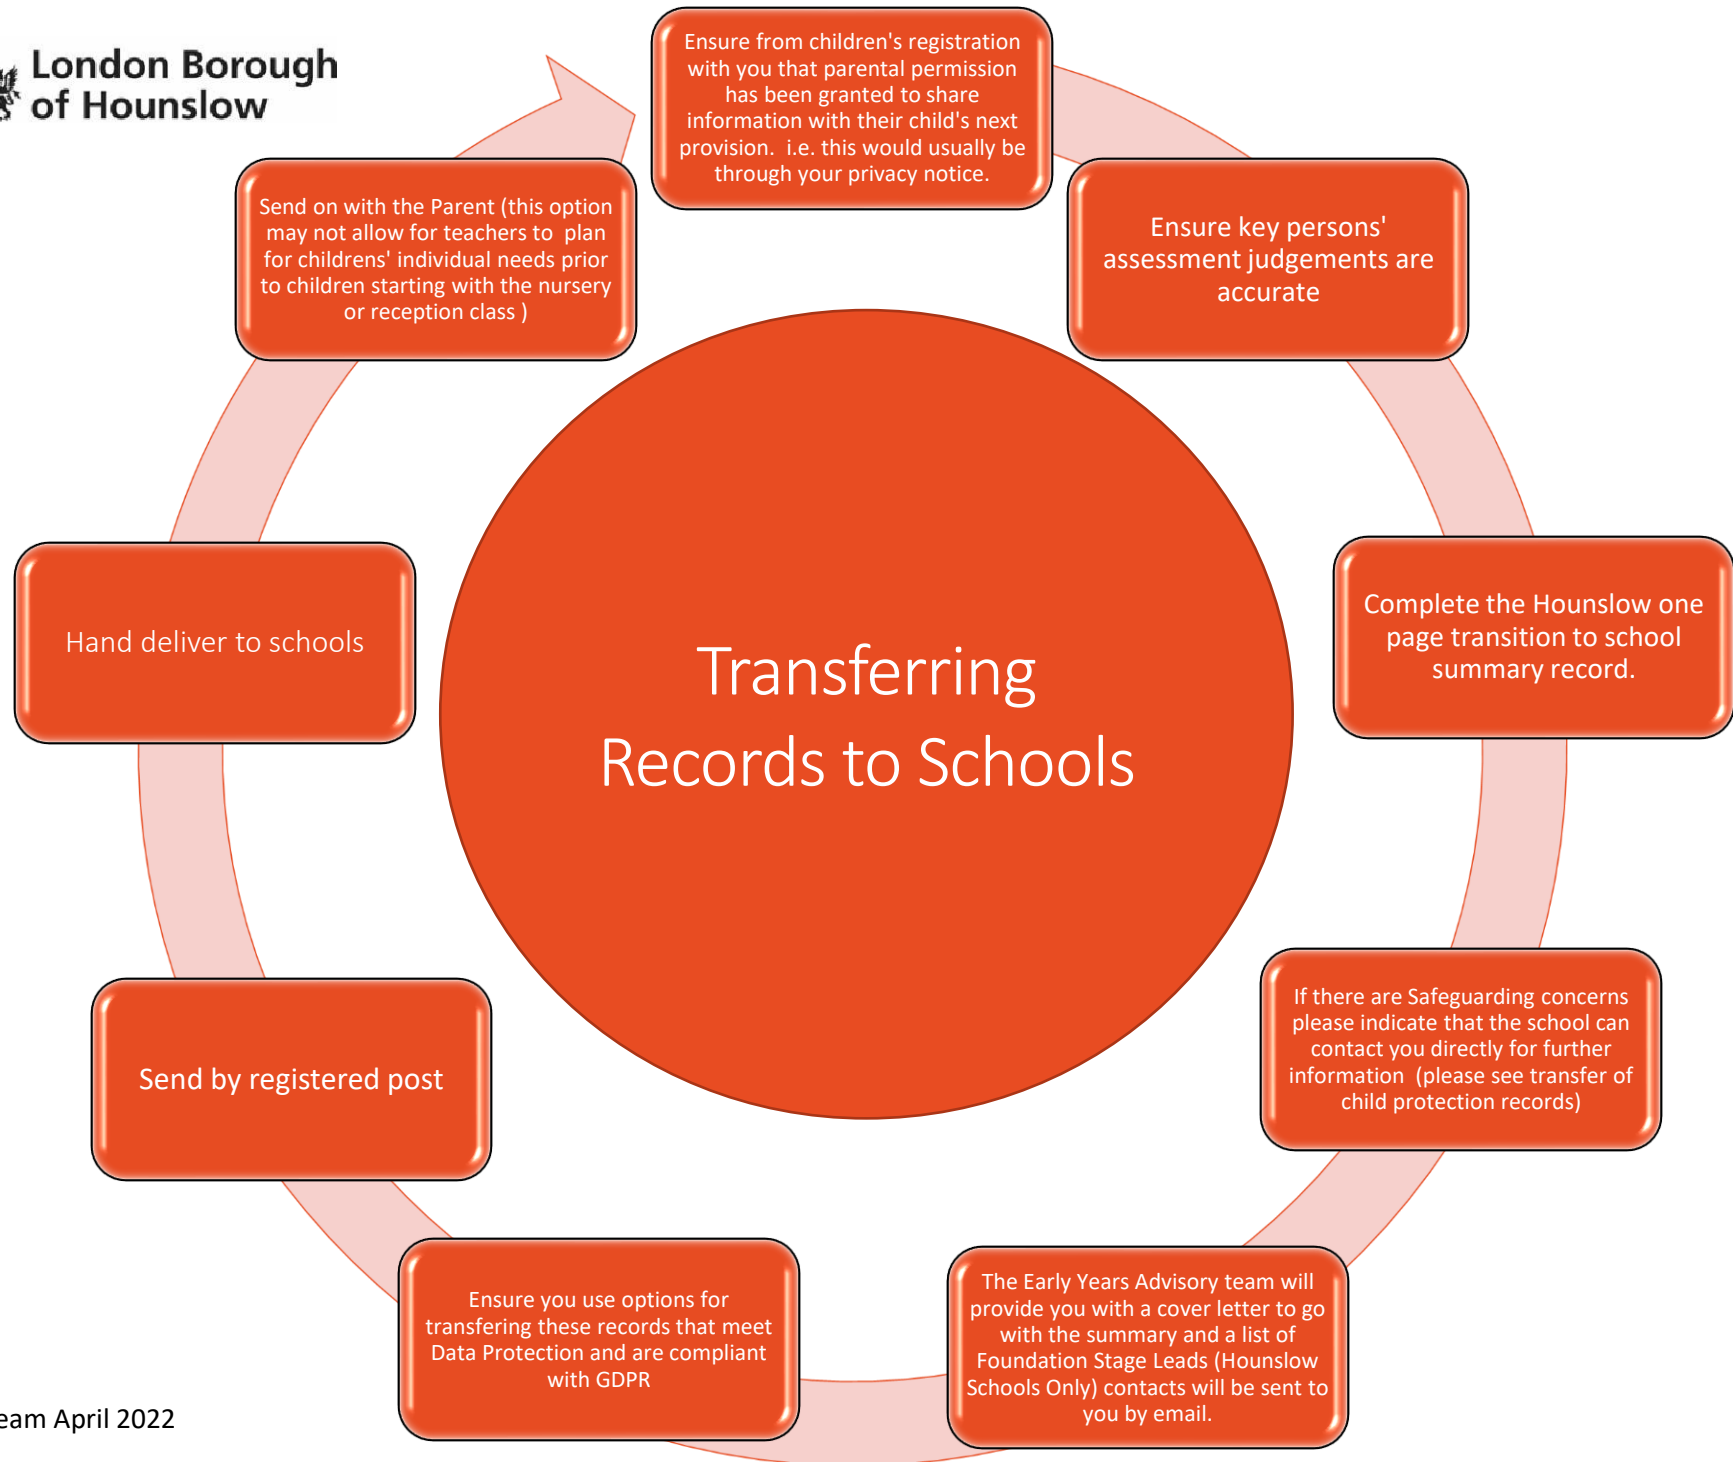 London Borough
of Hounslow
Ensure from children's registration
with you that parental permission
has been granted to share
information with their child's next
provision.  i.e. this would usually be
through your privacy notice.
Ensure key persons'
assessment judgements are
accurate
Complete the Hounslow one
page transition to school
summary record.
If there are Safeguarding concerns
please indicate that the school can
contact you directly for further
information  (please see transfer of
child protection records)
The Early Years Advisory team will
provide you with a cover letter to go
with the summary and a list of
Foundation Stage Leads (Hounslow
Schools Only) contacts will be sent to
you by email.
Ensure you use options for
transfering these records that meet
Data Protection and are compliant
with GDPR
Send by registered post
Hand deliver to schools
Send on with the Parent (this option
may not allow for teachers to  plan
for childrens' individual needs prior
to children starting with the nursery
or reception class )
Transferring
Records to Schools
April 2022